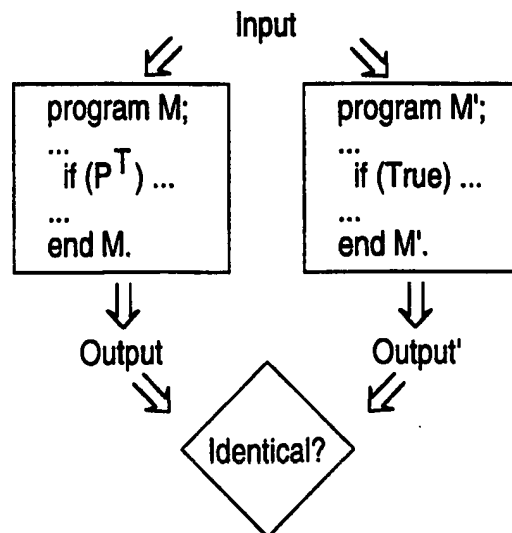 Input
program M;
...
if (P^T) ...
...
end M.
program M';
...
if (True) ...
...
end M'.
Output
Output'
Identical?